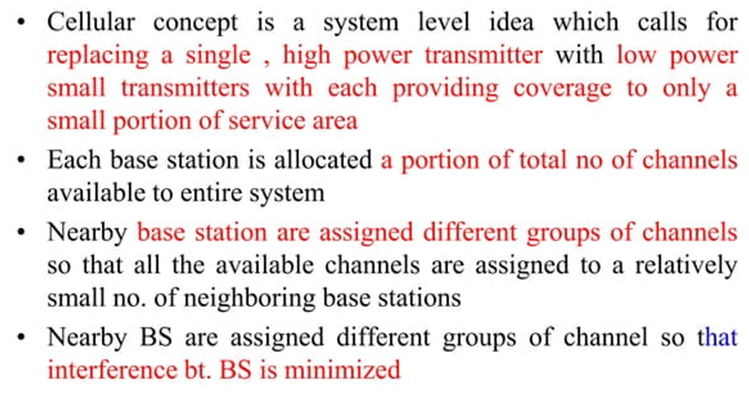 • Cellular concept is a system level idea which calls for
replacing a single , high power transmitter with low power
small transmitters with each providing coverage to only a
small portion of service area
• Each base station is allocated a portion of total no of channels
available to entire system
• Nearby base station are assigned different groups of channels
so that all the available channels are assigned to a relatively
small no. of neighboring base stations
• Nearby BS are assigned different groups of channel so that
interference bt. BS is minimized